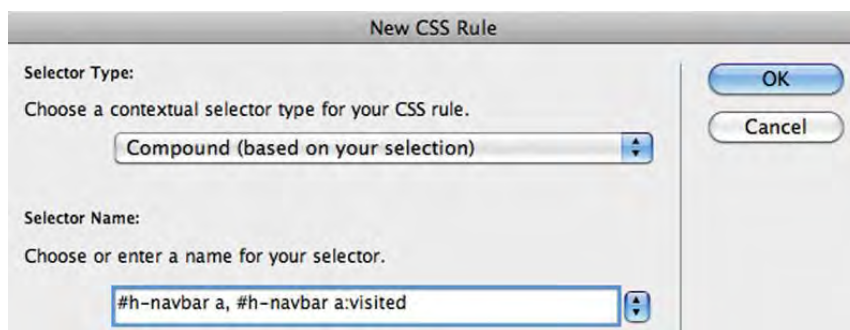 New CSS Rule
Selector Type:
OK
Choose a contextual selector type for your CSS rule.
Cancel
Compound (based on your selection)
Selector Name:
Choose or enter a name for your selector.
#h-navbar a, #h-navbar a:visited